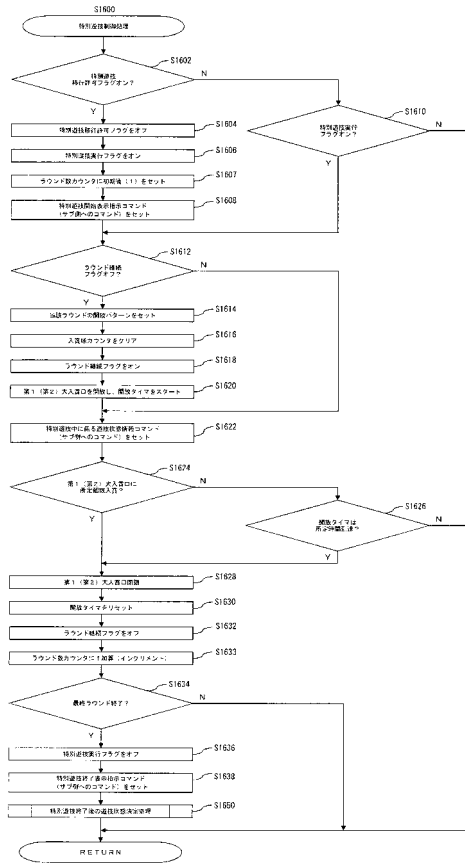 S1600
特別遊技制御処理
S1602
特別遊技
移行許可フラグオン?
N
Y
S1610
特別遊技実行
フラグオン?
N
Y
特別遊技移行許可フラグをオフ
S1604
特別遊技実行フラグをオン
S1606
ラウンド数カウンタに初期値(1)をセット
S1607
特別遊技開始表示指示コマンド
(サブ側へのコマンド)をセット
S1608
S1612
ラウンド継続
フラグオフ?
N
Y
当該ラウンドの開放パターンをセット
S1614
入賞球カウンタをクリア
S1616
ラウンド継続フラグをオン
S1618
第1(第2)大入賞口を開放し、開放タイマをスタート
S1620
特別遊技中に係る遊技状態情報コマンド
(サブ側へのコマンド)をセット
S1622
S1624
第1(第2)大入賞口に
所定個数入賞?
N
Y
S1626
開放タイマは
所定時間到達?
N
Y
第1(第2)大入賞口閉鎖
S1628
開放タイマをリセット
S1630
ラウンド継続フラグをオフ
S1632
ラウンド数カウンタに1加算(インクリメント)
S1633
S1634
最終ラウンド終了?
N
Y
特別遊技実行フラグをオフ
S1636
特別遊技終了表示指示コマンド
(サブ側へのコマンド)をセット
S1638
特別遊技終了後の遊技状態決定処理
S1650
RETURN